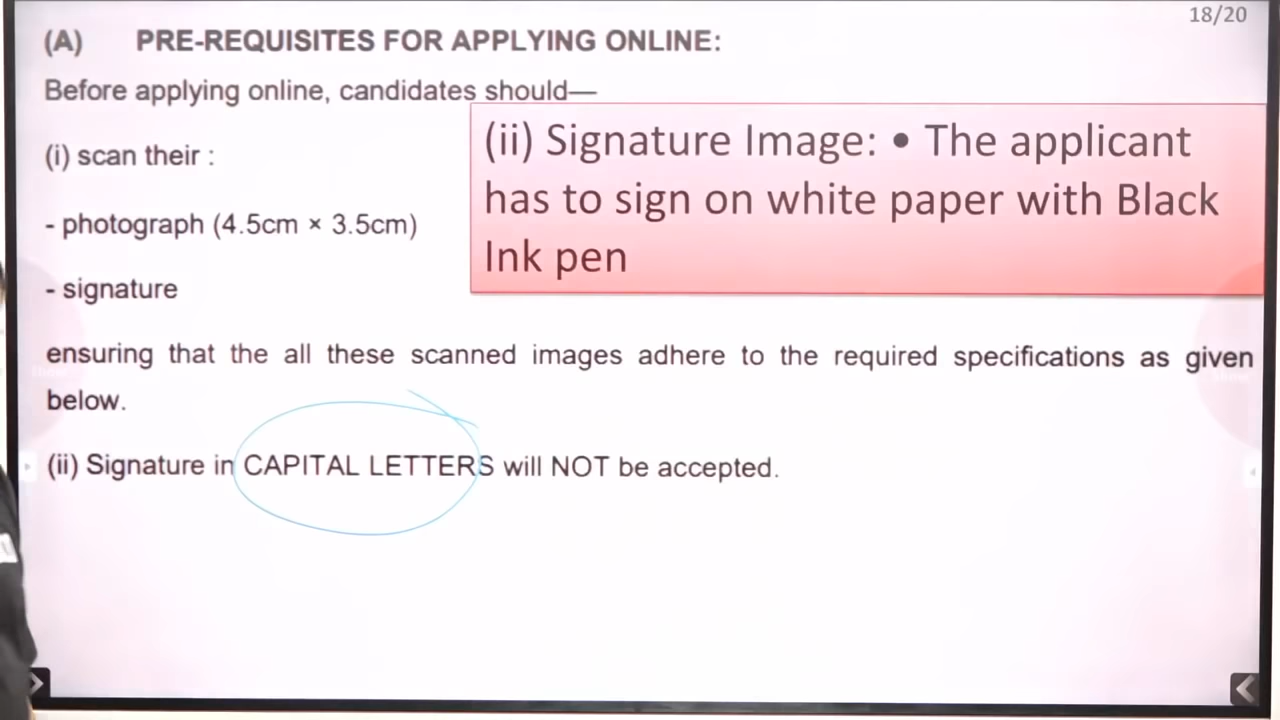 18/20
(A) PRE-REQUISITES FOR APPLYING ONLINE:
Before applying online, candidates should—
(i) scan their :
- photograph (4.5cm × 3.5cm)
- signature
(ii) Signature Image: • The applicant
has to sign on white paper with Black
Ink pen
ensuring that the all these scanned images adhere to the required specifications as given
below.
(ii) Signature in CAPITAL LETTERS will NOT be accepted.